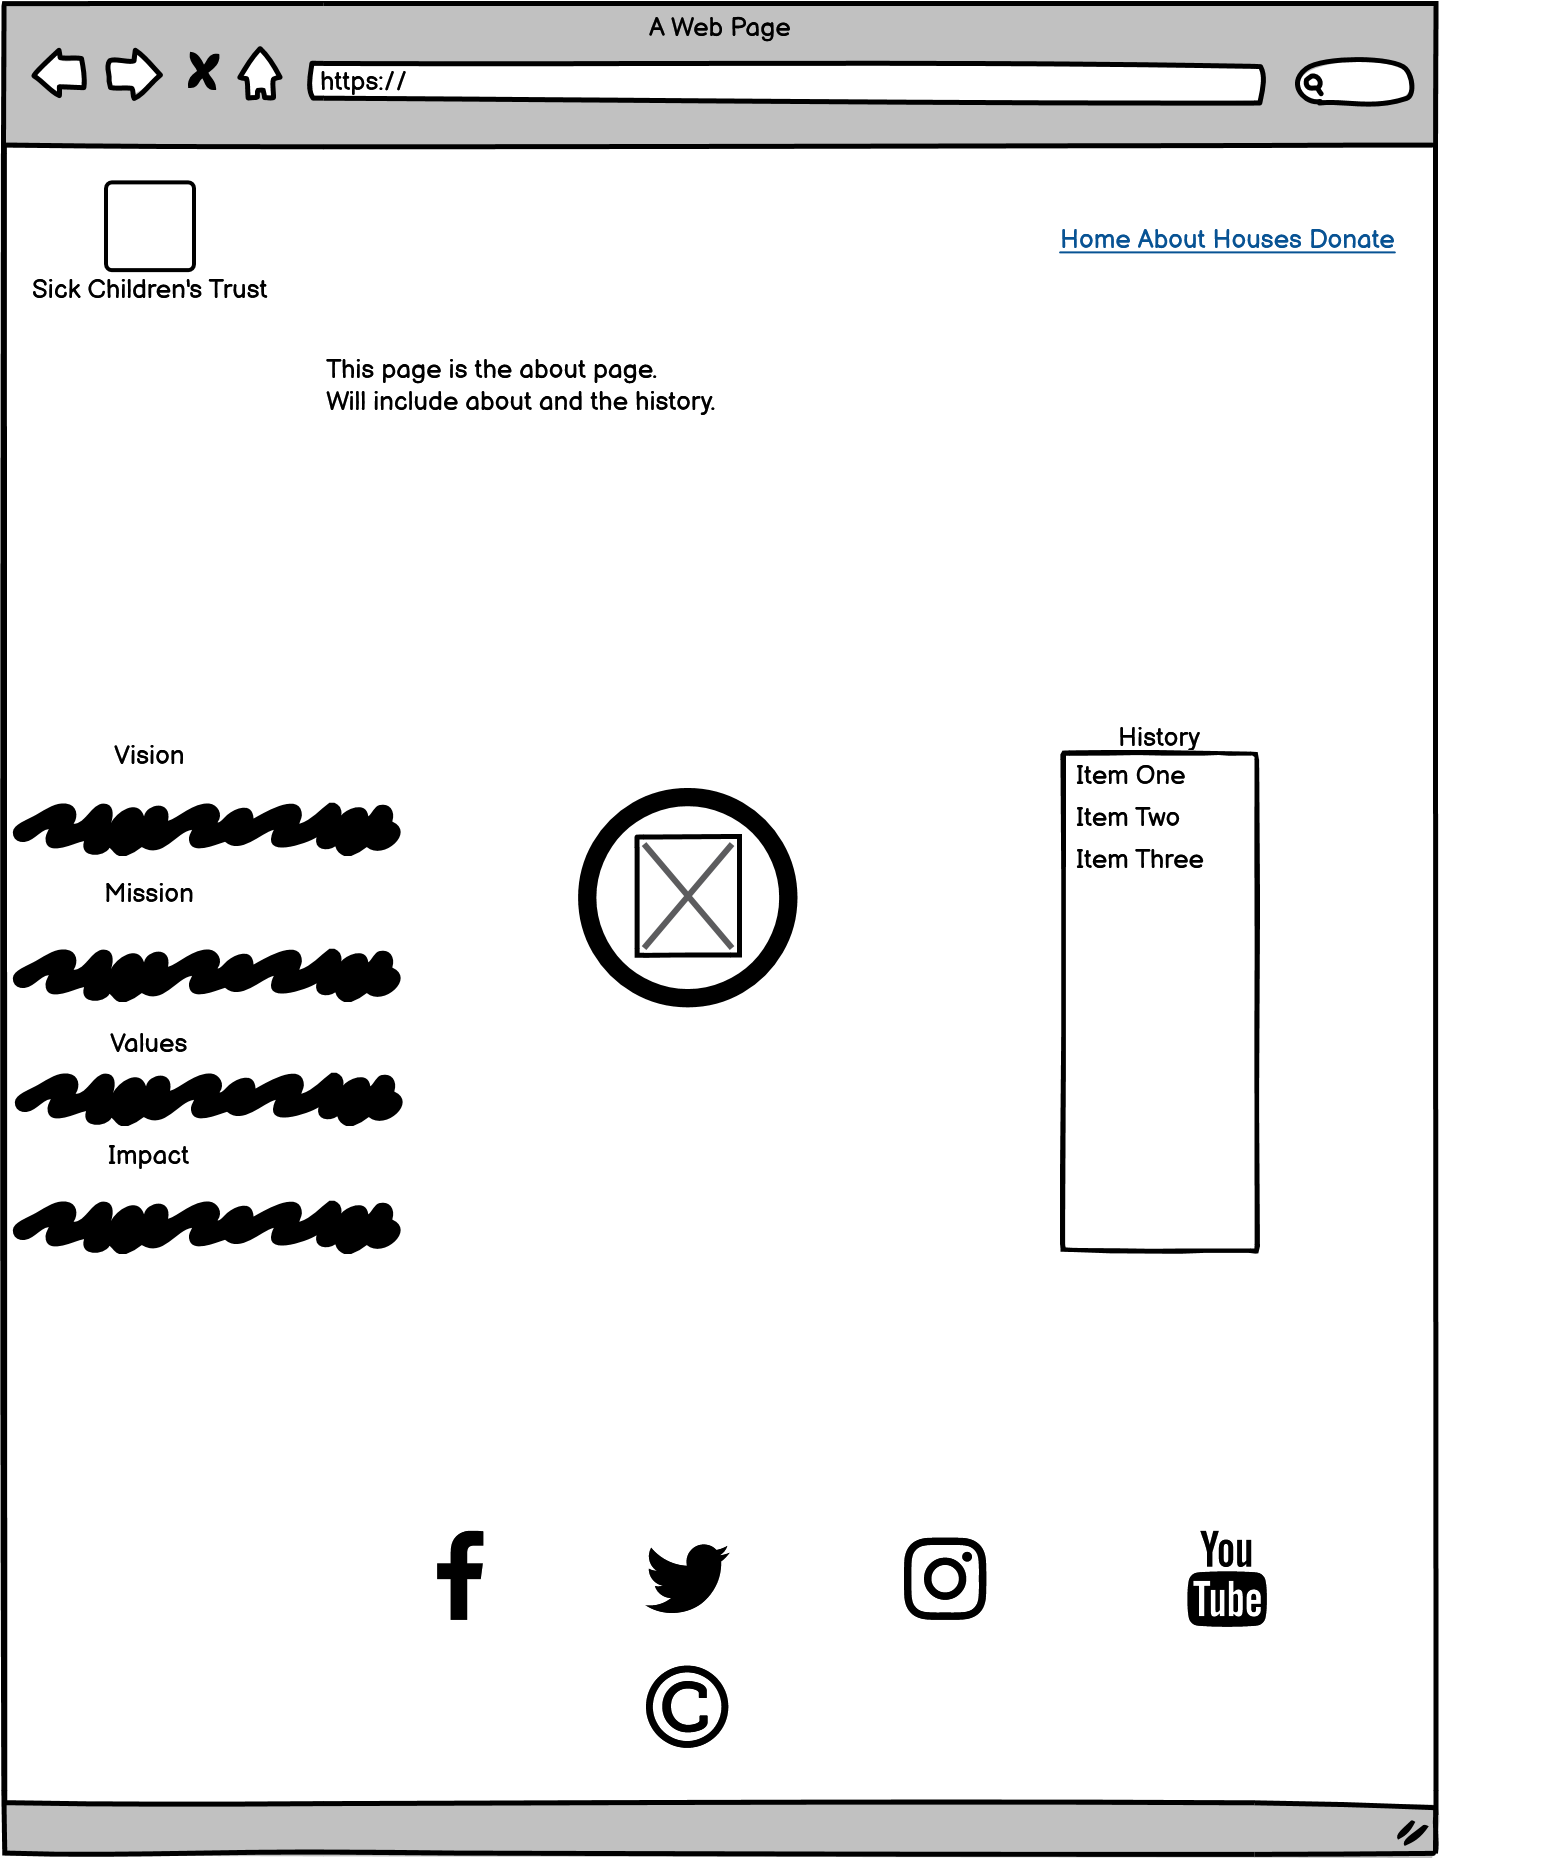 A Web Page
https://
Home About Houses Donate
Sick Children's Trust
This page is the about page.
Will include about and the history.
Vision
Mission
Values
Impact
History
Item One
Item Two
Item Three
You
Tube
©